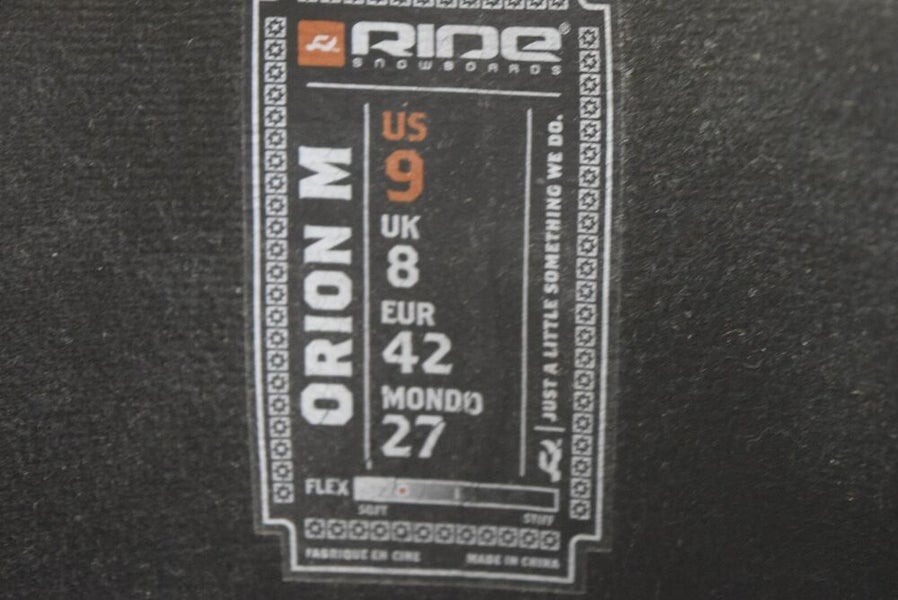 RIDE®
SNOWBOARDS
ORION M
US
9
UK
8
EUR
42
MONDO
27
JUST A LITTLE SOMETHING WE DO.
FLEX
SOFT STIFF
FABRIQUE EN CINE MADE IN CHINA